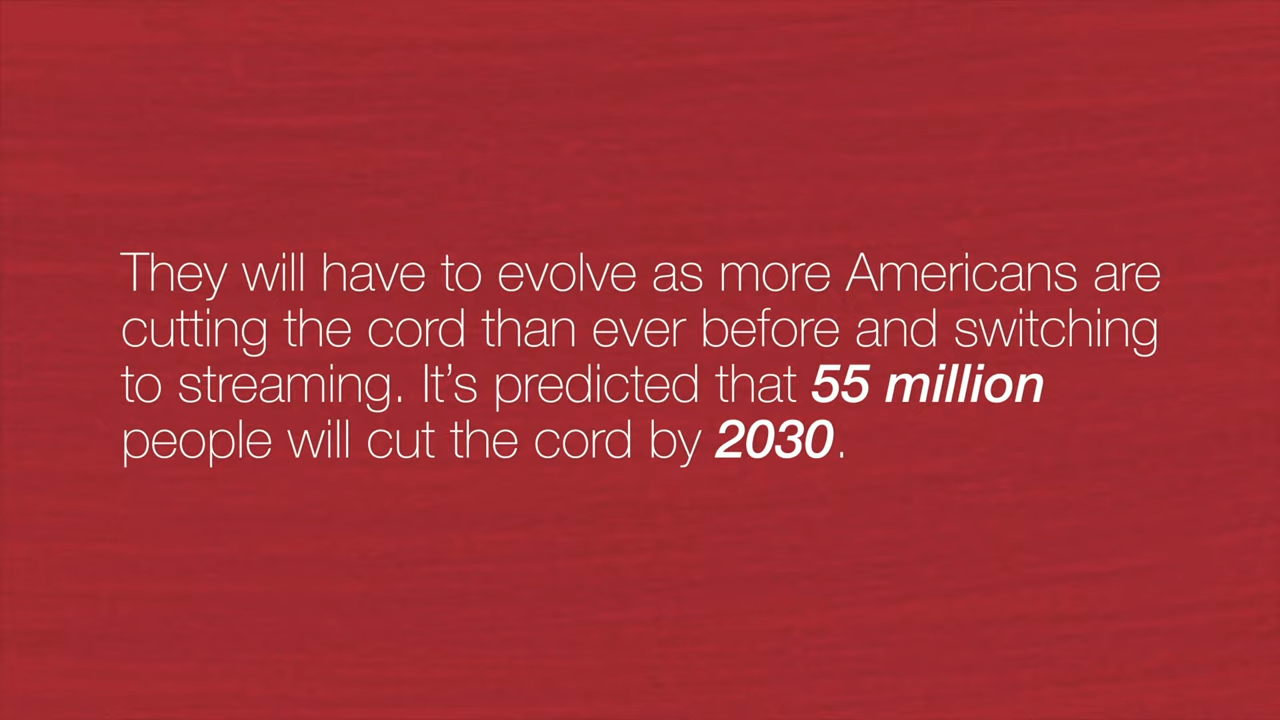 They will have to evolve as more Americans are
cutting the cord than ever before and switching
to streaming. It’s predicted that 55 million
people will cut the cord by 2030.